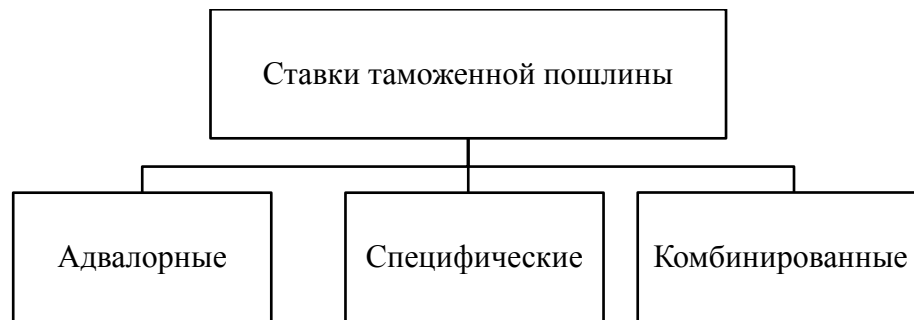 Ставки таможенной пошлины
Адвалорные
Специфические
Комбинированные